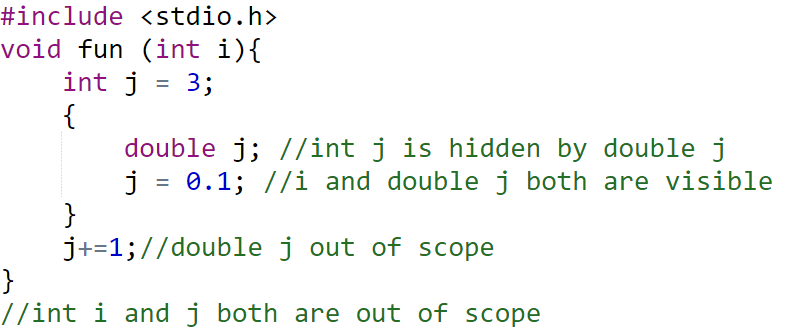 #include <stdio.h>
void fun (int i){
    int j = 3;
    {
        double j; //int j is hidden by double j
        j = 0.1; //i and double j both are visible
    }
    j+=1;//double j out of scope
}
//int i and j both are out of scope